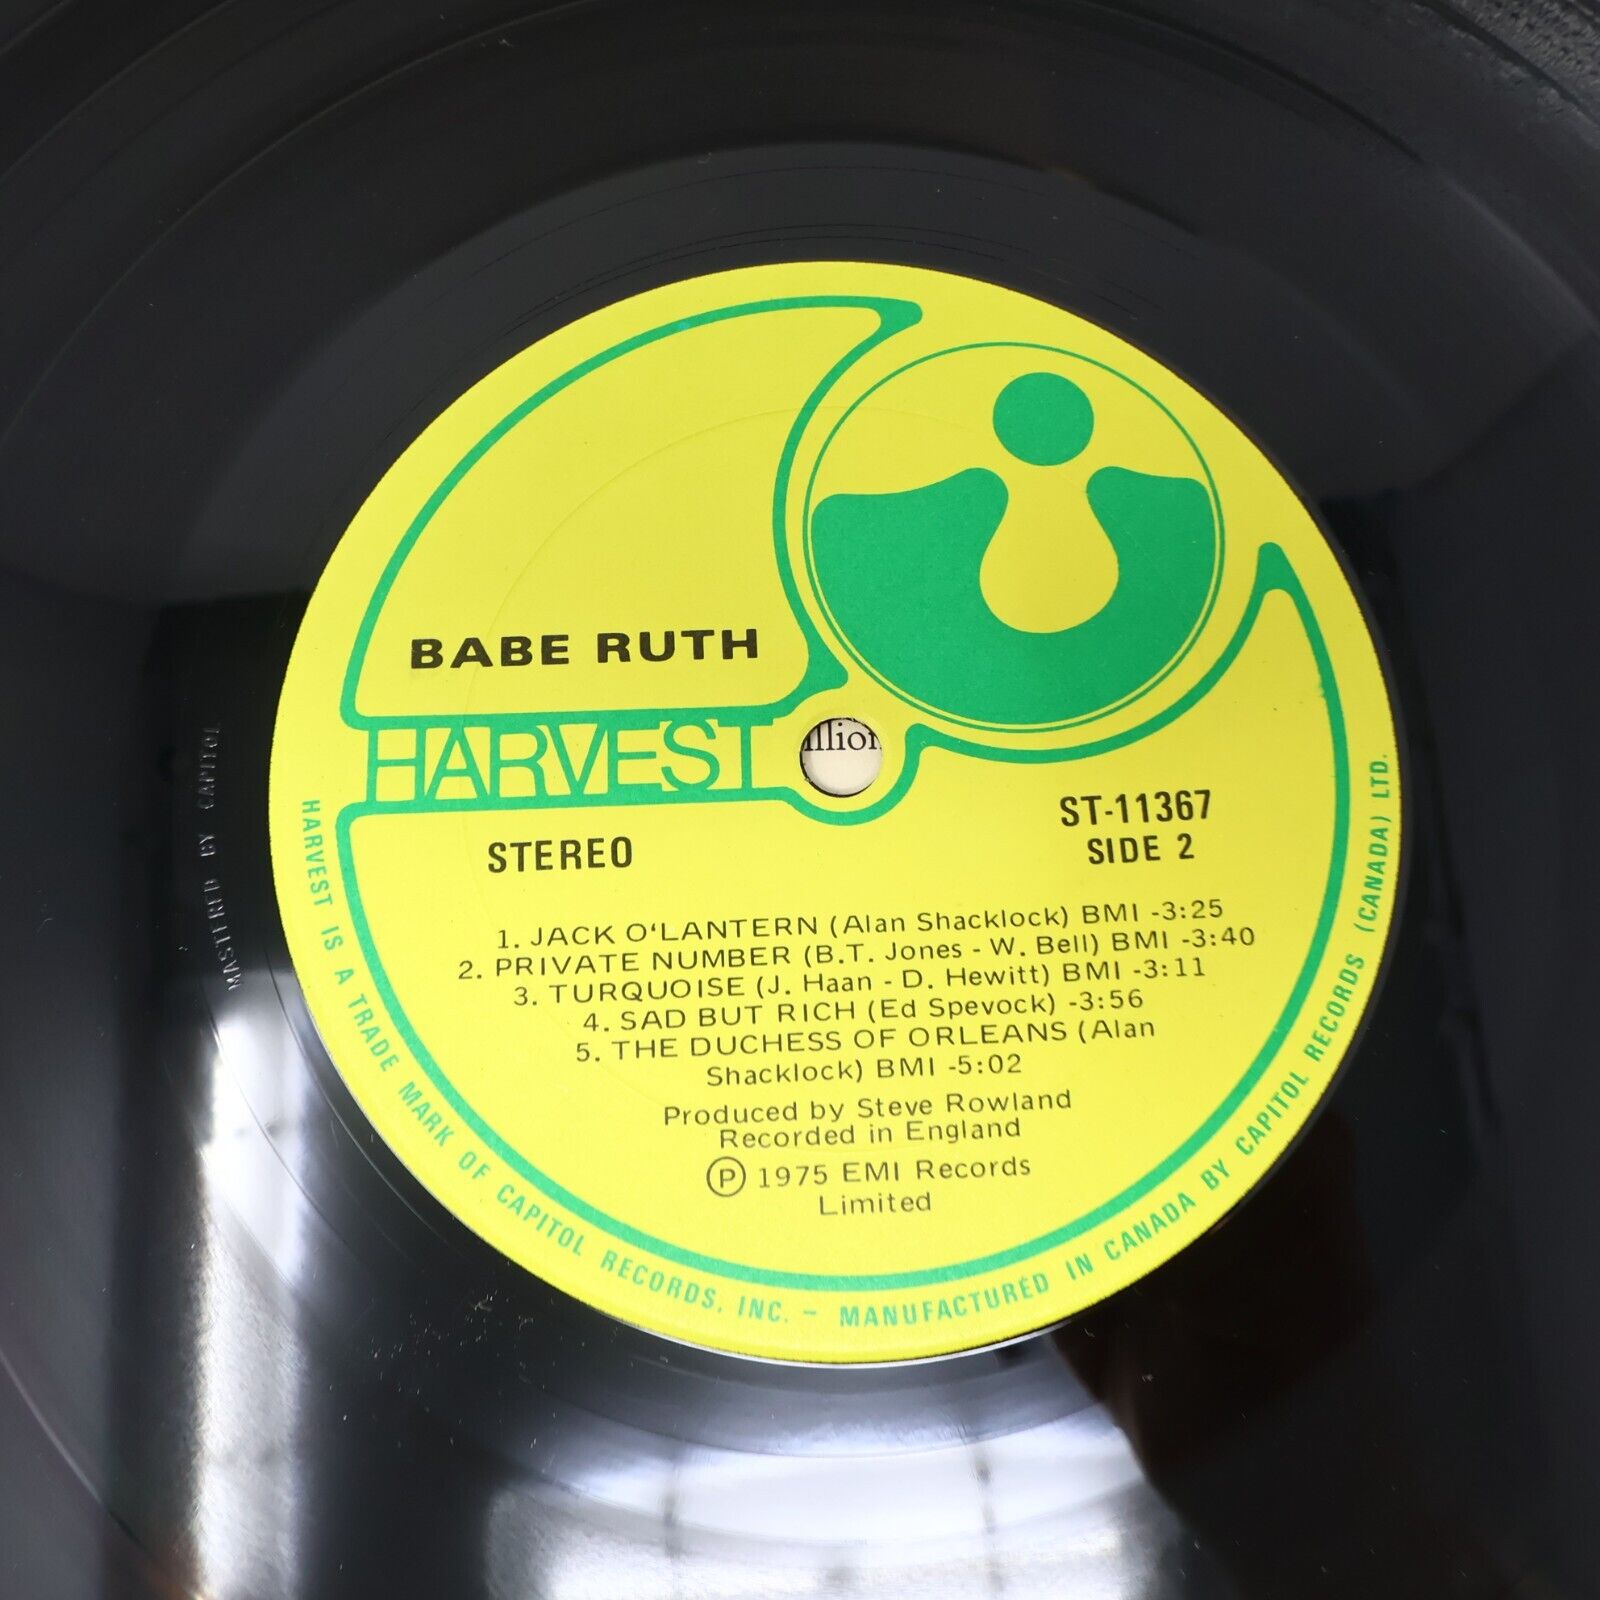 BABE RUTH
HARVEST
illion
STEREO
ST-11367
SIDE 2
1. JACK O'LANTERN (Alan Shacklock) BMI -3:25
2. PRIVATE NUMBER (B.T. Jones - W. Bell) BMI -3:40
3. TURQUOISE (J. Haan - D. Hewitt) BMI -3:11
4. SAD BUT RICH (Ed Spevock) -3:56
5. THE DUCHESS OF ORLEANS (Alan
Shacklock) BMI -5:02
Produced by Steve Rowland
Recorded in England
Ⓟ 1975 EMI Records
Limited
HARVEST IS A TRADE MARK OF CAPITOL RECORDS, INC. – MANUFACTURED IN CANADA BY CAPITOL RECORDS (CANADA) LTD.
MASTERED BY CAPITOL